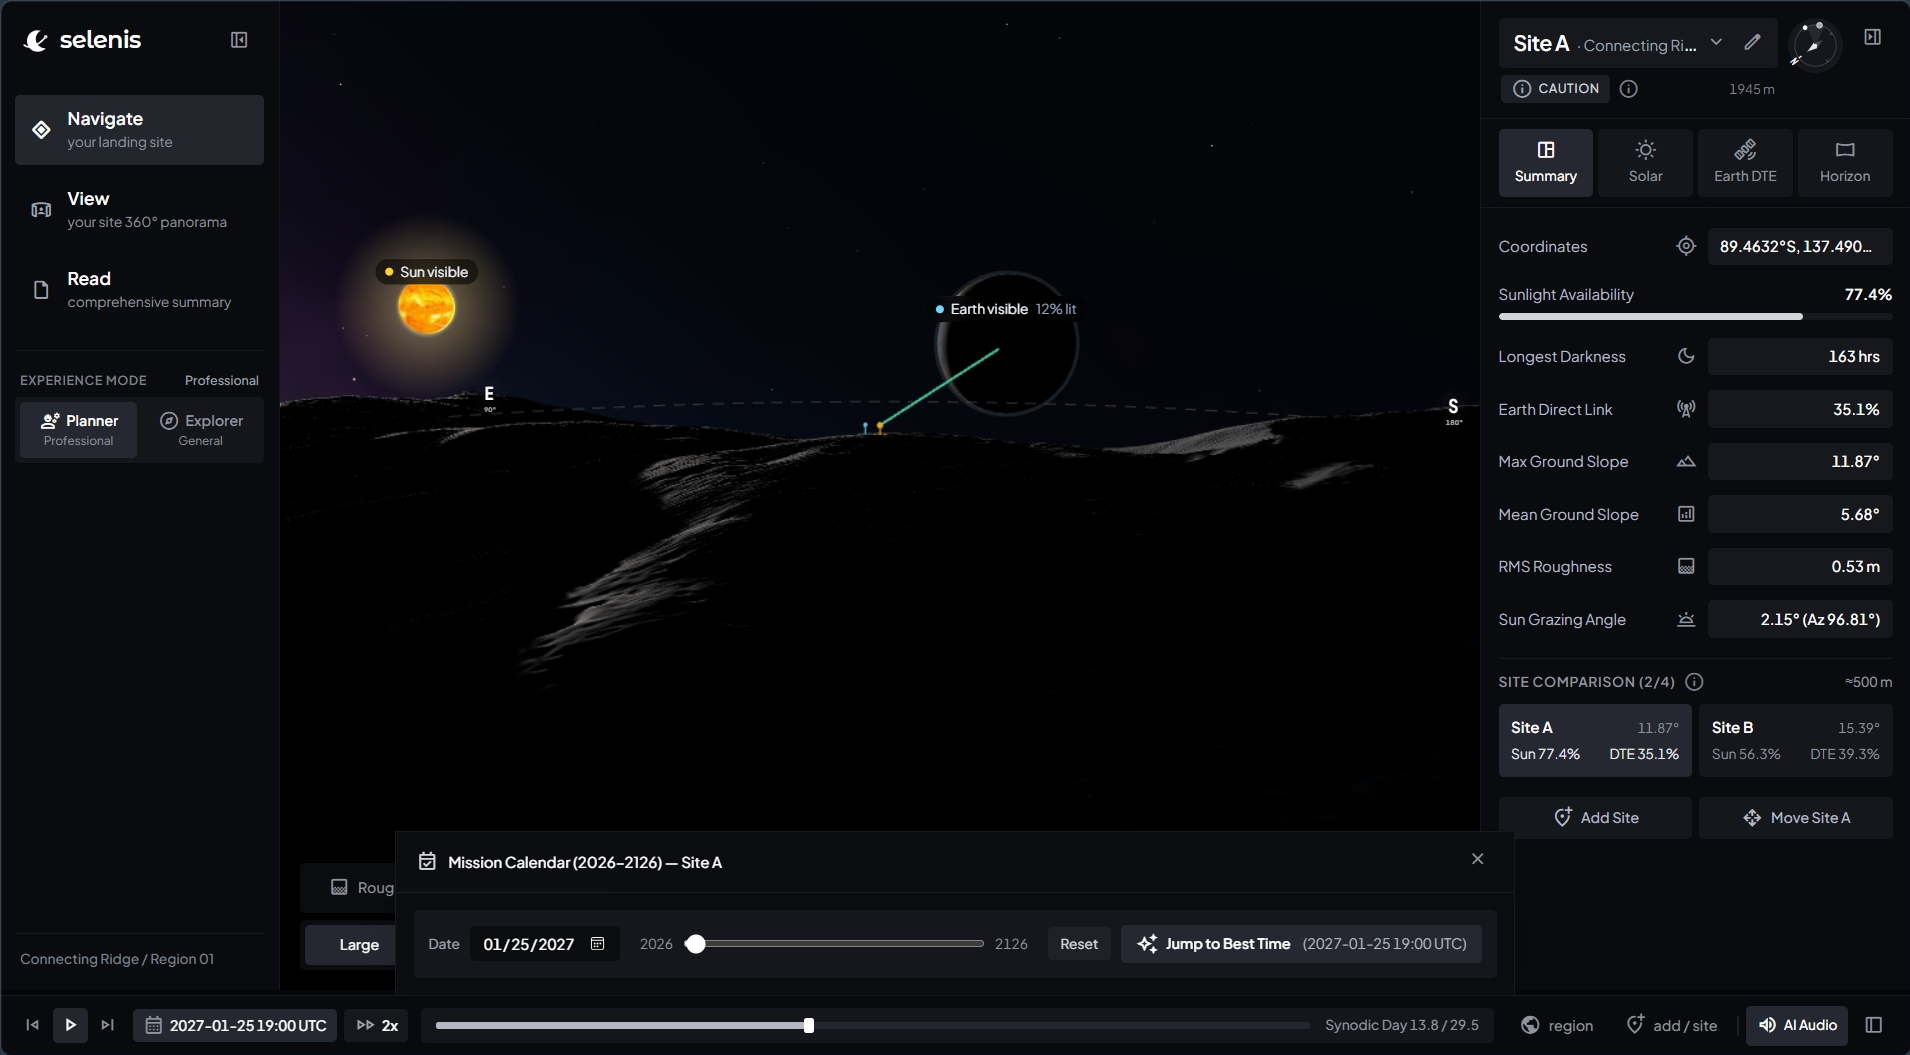 selenis
Navigate
your landing site
View
your site 360° panorama
Read
comprehensive summary
EXPERIENCE MODE Professional
Planner
Professional
Explorer
General
Connecting Ridge / Region 01
Sun visible
Earth visible 12% lit
E
90°
S
180°
Roug
Large
Mission Calendar (2026–2126) — Site A
Date 01/25/2027 2026 2126 Reset Jump to Best Time (2027-01-25 19:00 UTC)
2027-01-25 19:00 UTC 2x Synodic Day 13.8 / 29.5 region add / site AI Audio
Site A · Connecting Ri...
N
CAUTION 1945 m
Summary Solar Earth DTE Horizon
Coordinates 89.4632°S, 137.490...
Sunlight Availability 77.4%
Longest Darkness 163 hrs
Earth Direct Link 35.1%
Max Ground Slope 11.87°
Mean Ground Slope 5.68°
RMS Roughness 0.53 m
Sun Grazing Angle 2.15° (Az 96.81°)
SITE COMPARISON (2/4) ≈500 m
Site A 11.87°
Sun 77.4% DTE 35.1%
Site B 15.39°
Sun 56.3% DTE 39.3%
Add Site Move Site A